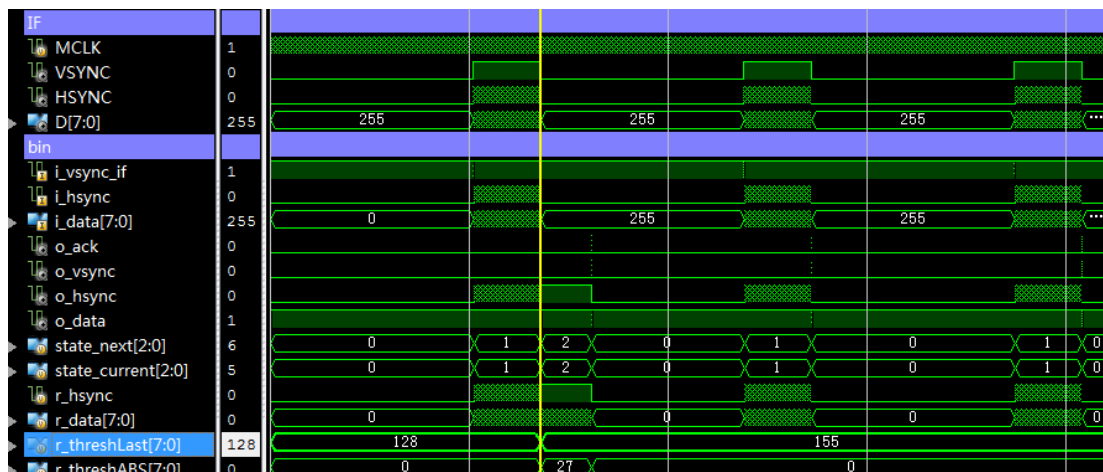 IF
MCLK 1
VSYNC 0
HSYNC 0
D[7:0] 255 255 255 255 ...
bin
i_vsync_if 1
i_hsync 0
i_data[7:0] 255 0 255 255 ...
o_ack 0
o_vsync 0
o_hsync 0
o_data 1
state_next[2:0] 6 0 1 2 0 1 0 1 0
state_current[2:0] 5 0 1 2 0 1 0 1 0
r_hsync 0
r_data[7:0] 0 0 0 0 0
r_threshLast[7:0] 128 128 155
r_threshABS[7:0] 0 0 27 0